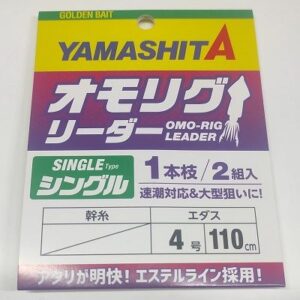 GOLDEN BAIT
YAMASHITA
オモリグ
リーダー
OMO-RIG
LEADER
SINGLE Type
シングル
1本枝/2組入
速潮対応&大型狙いに!
幹糸 エダス
4号 110cm
アタリが明快!エステルライン採用!